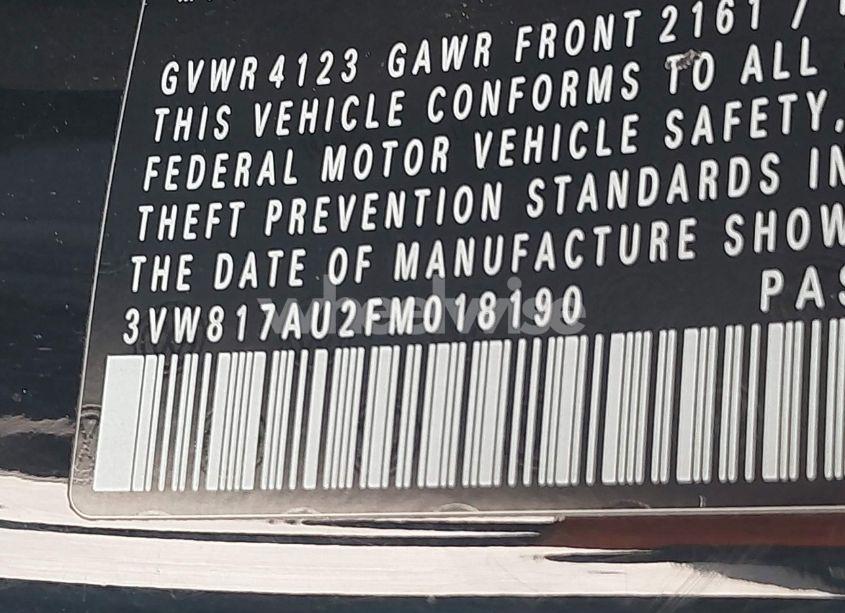 GVWR 4123 GAWR FRONT 2161 /
THIS VEHICLE CONFORMS TO ALL
FEDERAL MOTOR VEHICLE SAFETY,
THEFT PREVENTION STANDARDS IN
THE DATE OF MANUFACTURE SHOW
3VW817AU2FM018190 PAS
wheelwise